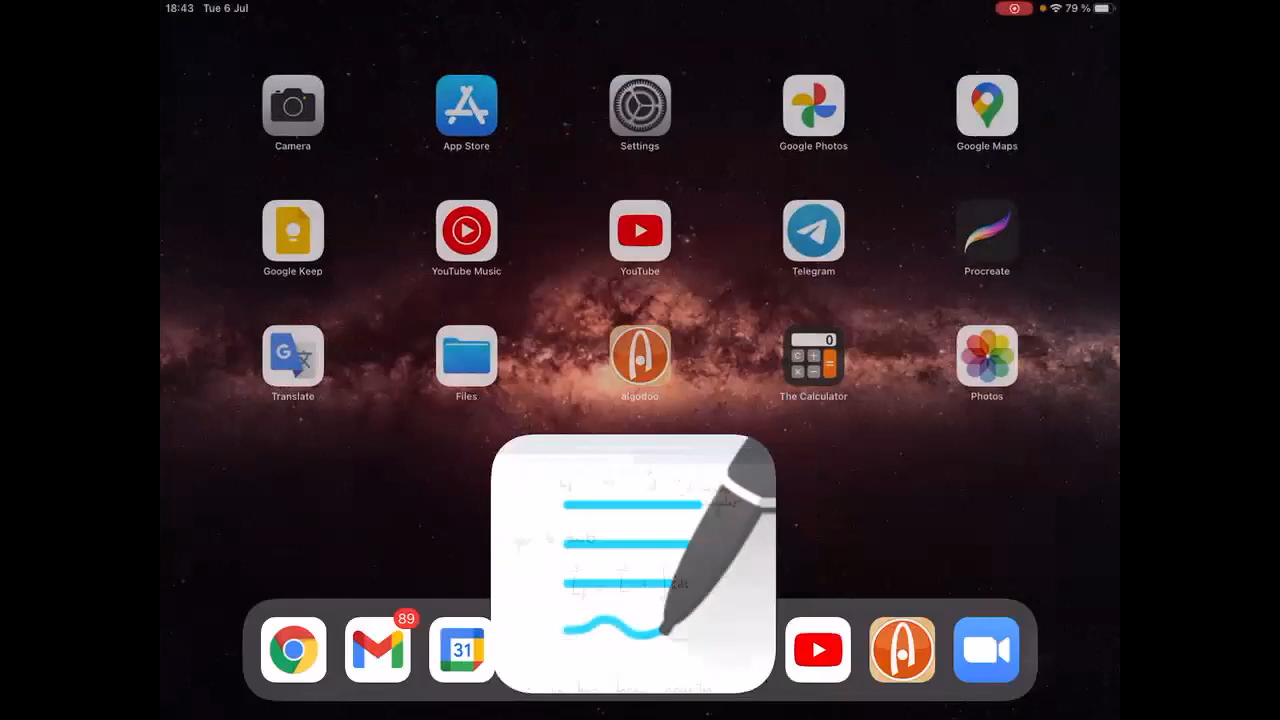 18:43 Tue 6 Jul 79 %
Camera App Store Settings Google Photos Google Maps
Google Keep YouTube Music YouTube Telegram Procreate
0
C + = × −
Translate Files algodoo The Calculator Photos
89
31